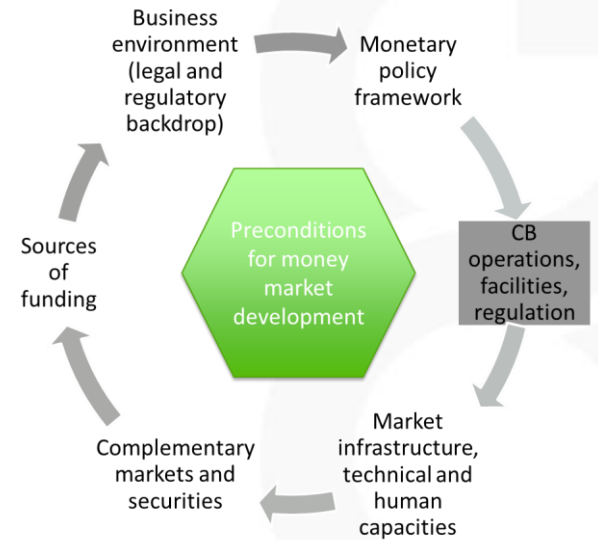 Business
environment
(legal and
regulatory
backdrop)
Monetary
policy
framework
CB
operations,
facilities,
regulation
Market
infrastructure,
technical and
human
capacities
Complementary
markets and
securities
Sources
of
funding
Preconditions
for money
market
development